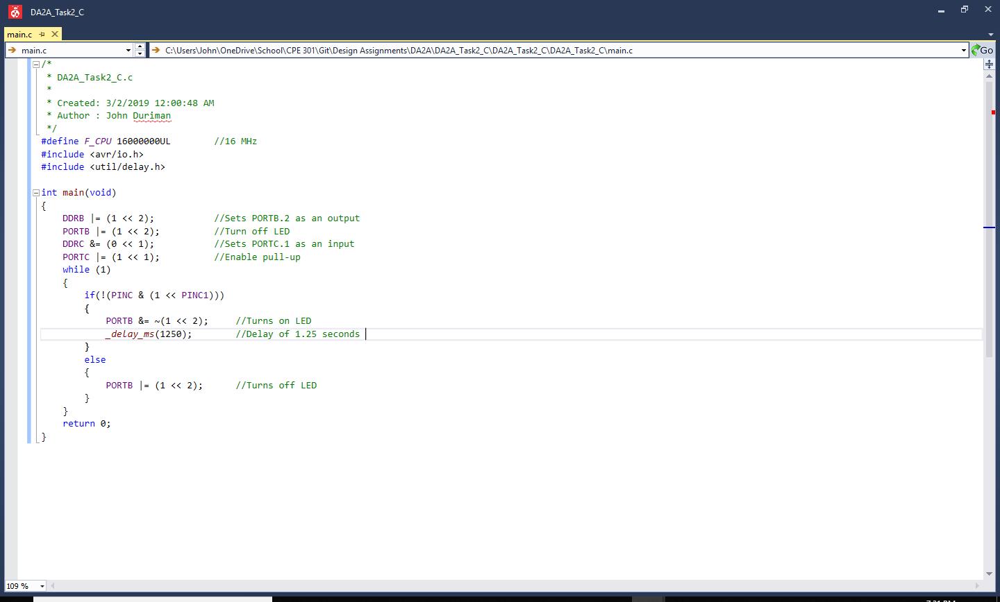 DA2A_Task2_C
main.c
main.c
C:\Users\John\OneDrive\School\CPE 301\Git\Design Assignments\DA2A\DA2A_Task2_C\DA2A_Task2_C\DA2A_Task2_C\main.c
Go
/*
 * DA2A_Task2_C.c
 *
 * Created: 3/2/2019 12:00:48 AM
 * Author : John Duriman
 */
#define F_CPU 16000000UL        //16 MHz
#include <avr/io.h>
#include <util/delay.h>
int main(void)
{
    DDRB |= (1 << 2);           //Sets PORTB.2 as an output
    PORTB |= (1 << 2);          //Turn off LED
    DDRC &= (0 << 1);           //Sets PORTC.1 as an input
    PORTC |= (1 << 1);          //Enable pull-up
    while (1)
    {
        if(!(PINC & (1 << PINC1)))
        {
            PORTB &= ~(1 << 2);     //Turns on LED
            _delay_ms(1250);        //Delay of 1.25 seconds
        }
        else
        {
            PORTB |= (1 << 2);      //Turns off LED
        }
    }
    return 0;
}
109 %